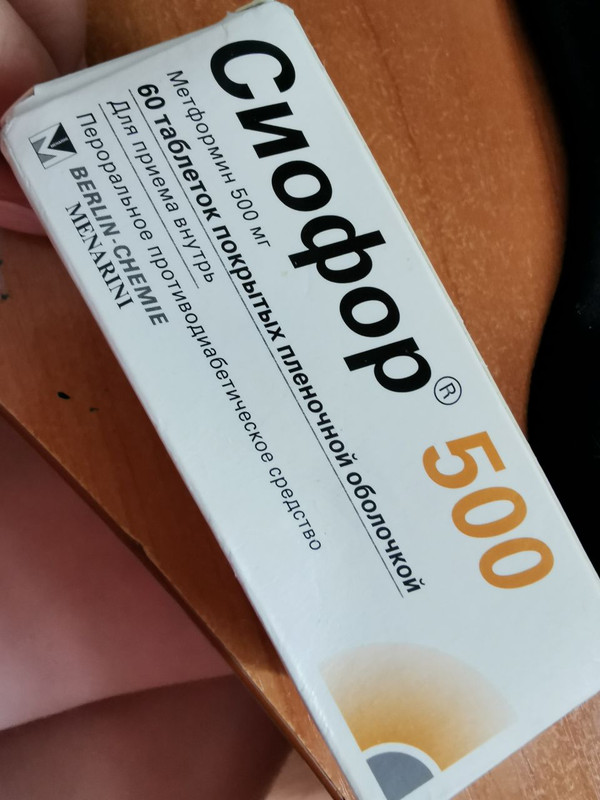 Сиофор® 500
Метформин 500 мг
60 таблеток покрытых пленочной оболочкой
Для приема внутрь
Пероральное противодиабетическое средство
BERLIN-CHEMIE
MENARINI